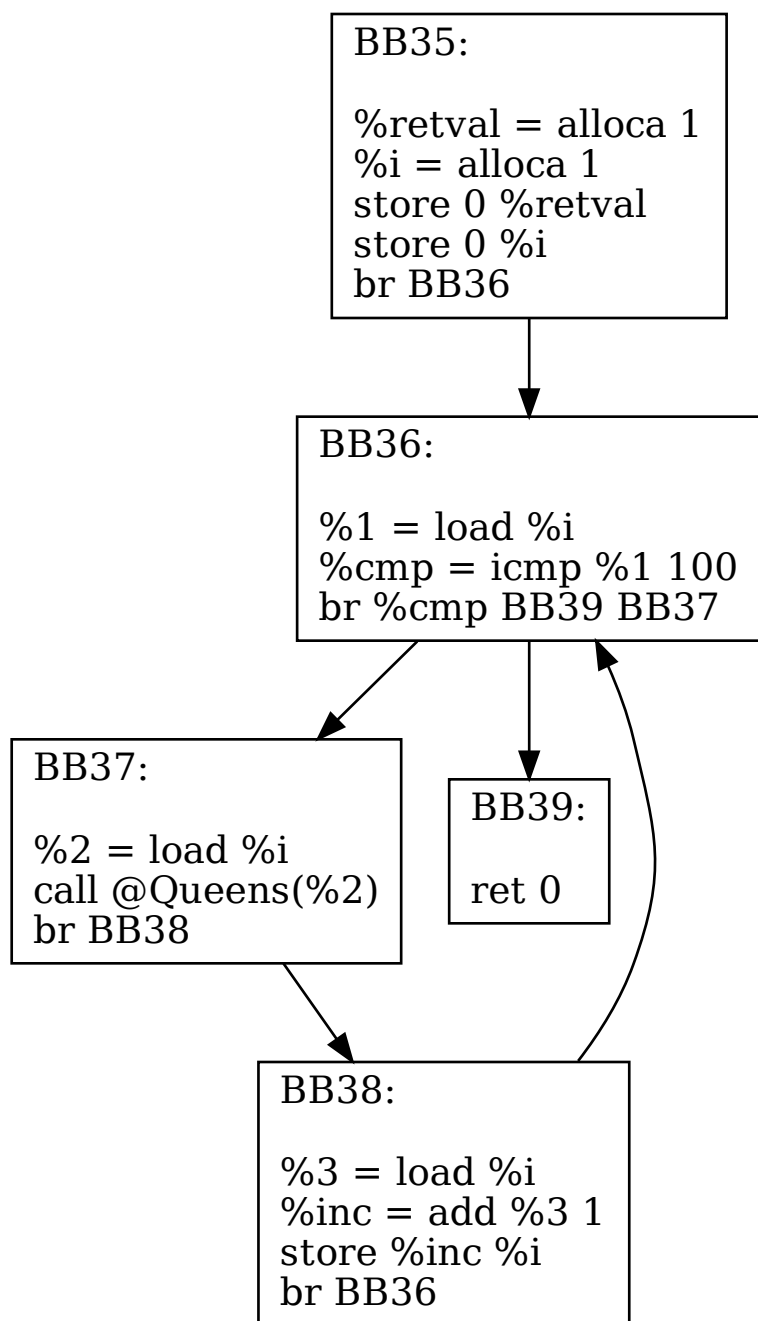 BB35:
%retval = alloca 1
%i = alloca 1
store 0 %retval
store 0 %i
br BB36
BB36:
%1 = load %i
%cmp = icmp %1 100
br %cmp BB39 BB37
BB37:
%2 = load %i
call @Queens(%2)
br BB38
BB39:
ret 0
BB38:
%3 = load %i
%inc = add %3 1
store %inc %i
br BB36